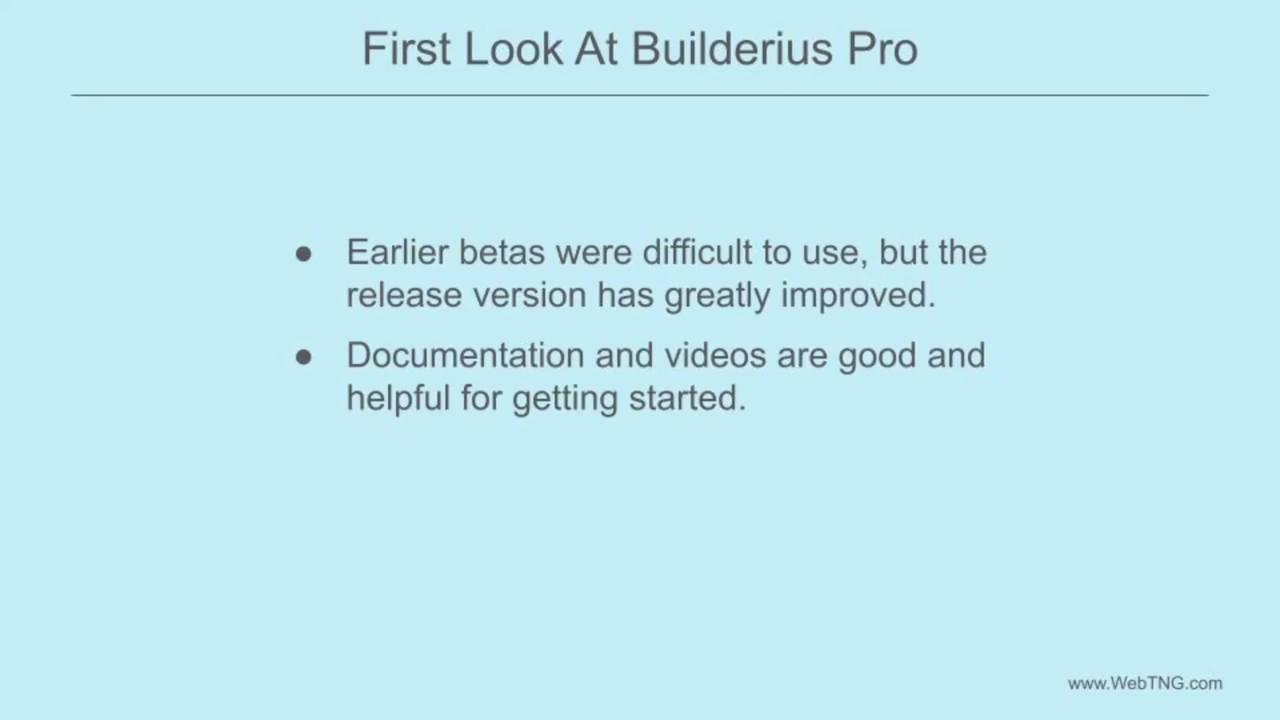 First Look At Builderius Pro
● Earlier betas were difficult to use, but the
release version has greatly improved.
● Documentation and videos are good and
helpful for getting started.
www.WebTNG.com